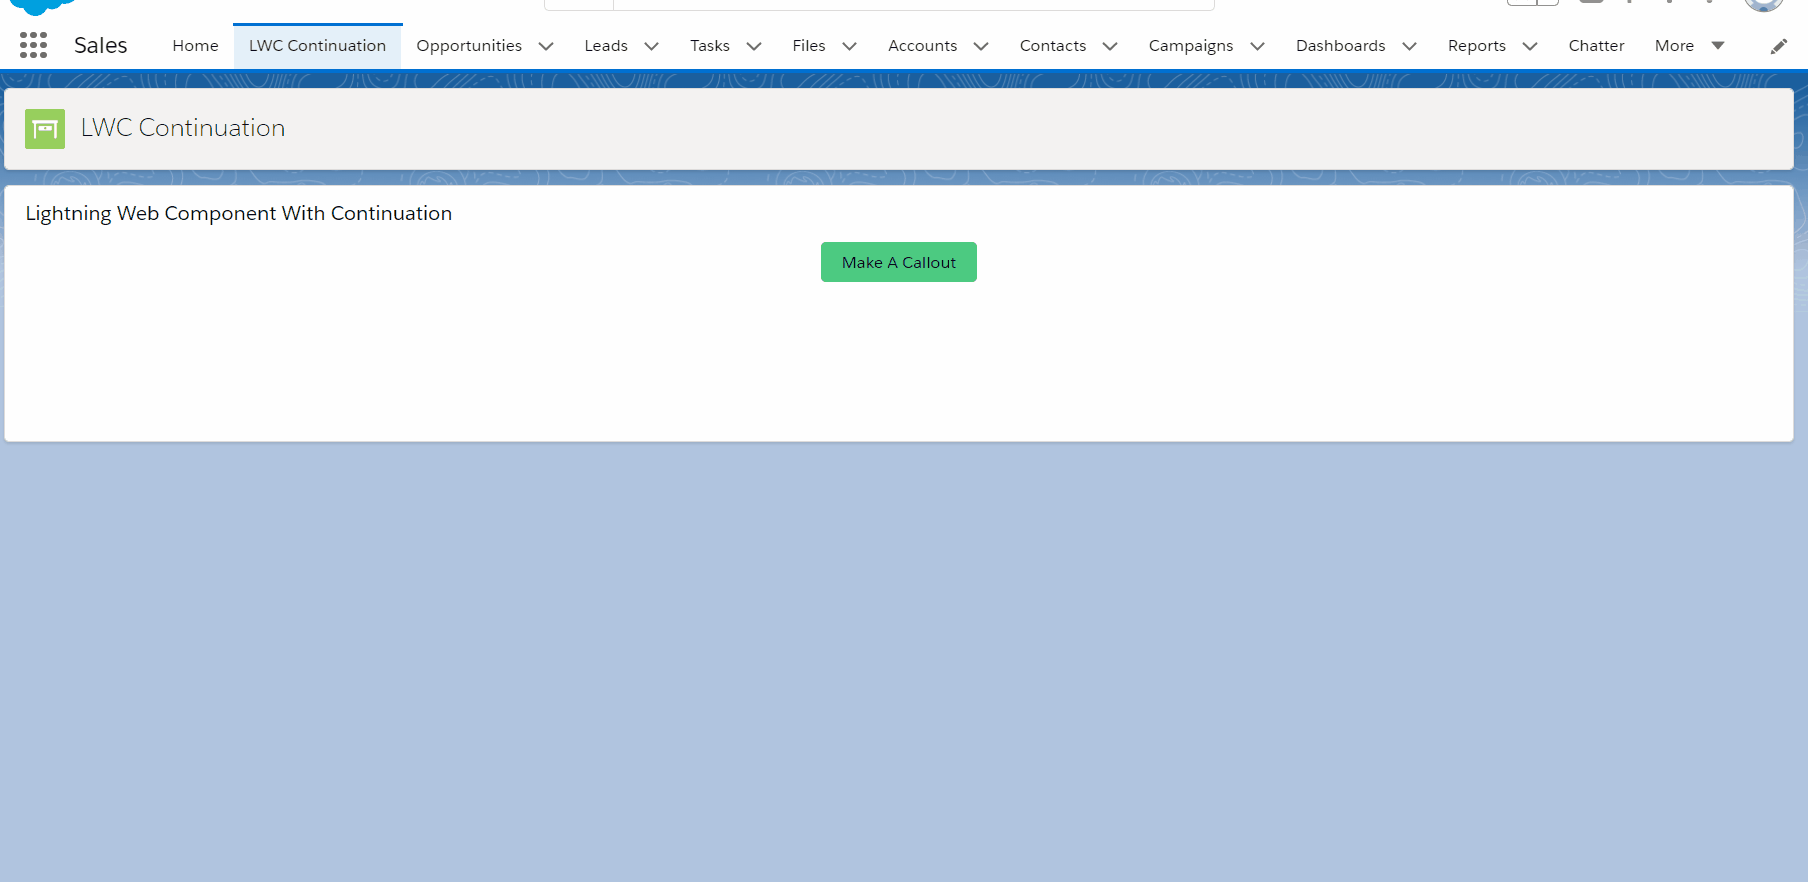 Sales Home LWC Continuation Opportunities Leads Tasks Files Accounts Contacts Campaigns Dashboards Reports Chatter More
LWC Continuation
Lightning Web Component With Continuation
Make A Callout